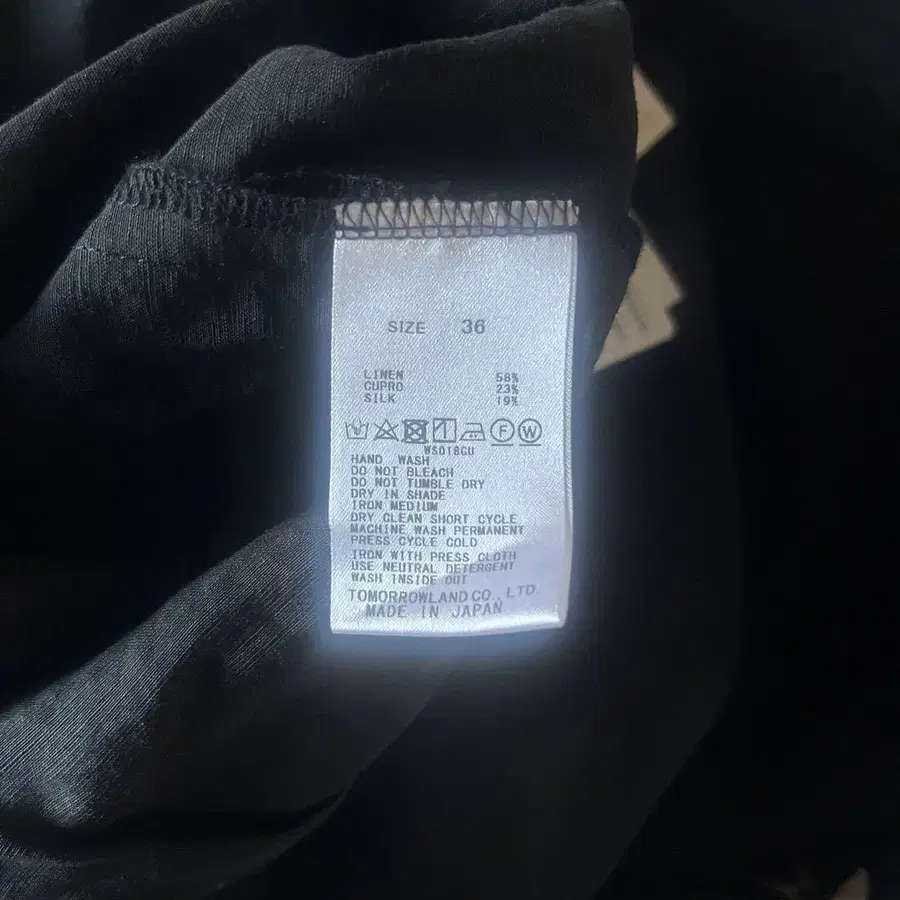 SIZE 36
LINEN 58%
CUPRO 23%
SILK 19%
F W
WS018CU
HAND WASH
DO NOT BLEACH
DO NOT TUMBLE DRY
DRY IN SHADE
IRON MEDIUM
DRY CLEAN SHORT CYCLE
MACHINE WASH PERMANENT
PRESS CYCLE COLD
IRON WITH PRESS CLOTH
USE NEUTRAL DETERGENT
WASH INSIDE OUT
TOMORROWLAND CO., LTD.
MADE IN JAPAN